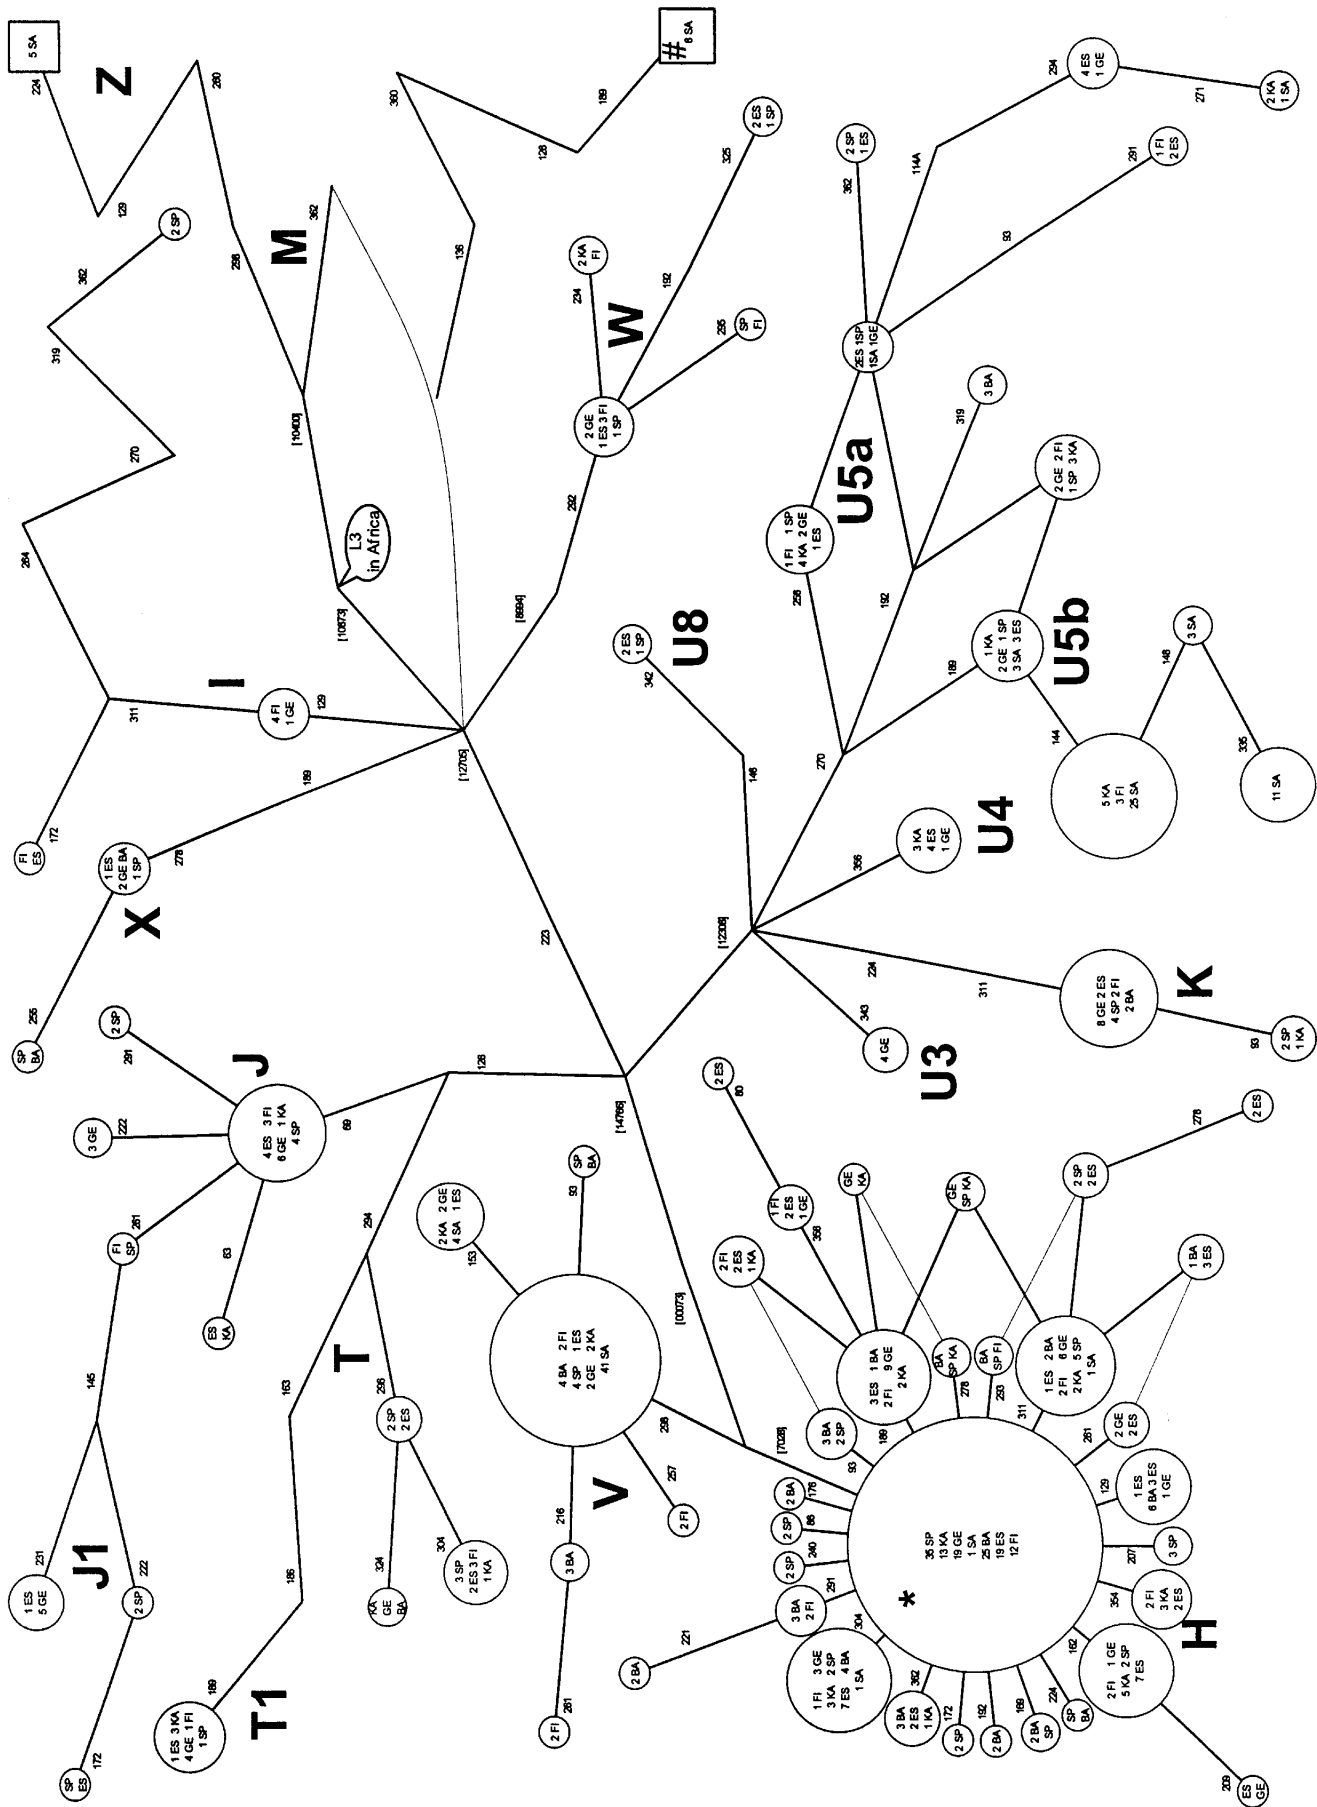 SP
ES
172
2 SP
222
1 ES
5 GE
231
J1
145
FI
SP
261
ES
KA
63
3 GE
222
2 SP
291
4 ES 3 FI
6 GE 1 KA
4 SP
J
69
126
SP
BA
255
X
1 ES
2 GE BA
1 SP
278
189
FI
ES
172
311
264
270
319
362
2 SP
I
4 FI
1 GE
129
5 SA
224
Z
129
260
298
M
362
[10400]
L3
in Africa
[10873]
[12705]
223
1 ES 3 KA
4 GE 1 FI
1 SP
189
T1
186
163
294
T
296
2 SP
2 ES
324
KA
GE
BA
304
3 SP
2 ES 3 FI
1 KA
2 KA 2 GE
4 SA 1 ES
153
4 BA 2 FI
4 SP 1 ES
2 GE 2 KA
41 SA
93
SP
BA
V
216
3 BA
261
2 FI
257
2 FI
298
[00073]
[14766]
[7028]
360
136
126
189
#
6 SA
[8994]
292
2 GE
1 ES 3 FI
1 SP
W
234
2 KA
FI
192
325
2 ES
1 SP
295
SP
FI
U8
2 ES
1 SP
342
146
[12308]
270
256
1 FI 1 SP
4 KA 2 GE
1 ES
U5a
2ES 1SP
1SA 1GE
362
2 SP
1 ES
114A
294
4 ES
1 GE
271
2 KA
1 SA
93
291
1 FI
2 ES
192
319
3 BA
2 GE 2 FI
1 SP 3 KA
189
1 KA
2 GE 1 SP
3 SA 3 ES
U5b
144
5 KA
3 FI
25 SA
148
3 SA
335
11 SA
356
3 KA
4 ES
1 GE
U4
224
311
8 GE 2 ES
4 SP 2 FI
2 BA
K
93
2 SP
1 KA
343
4 GE
U3
2 BA
221
3 BA
2 FI
291
2 SP
240
2 SP
86
2 BA
176
3 BA
2 SP
93
2 FI
2 ES
1 KA
1 FI
2 ES
1 GE
356
2 ES
80
GE
KA
GE
SP KA
3 ES 1 BA
2 FI 9 GE
2 KA
189
BA
SP KA
278
BA
SP FI
293
1 ES 2 BA
2 FI 6 GE
2 KA 5 SP
1 SA
311
2 SP
2 ES
278
2 ES
1 BA
3 ES
2 GE
2 ES
261
1 ES
6 BA 3 ES
1 GE
129
3 SP
207
2 FI
3 KA
2 ES
354
H
35 SP
13 KA
19 GE
1 SA
25 BA
19 ES
12 FI
*
1 FI 3 GE
3 KA 2 SP
7 ES 4 BA
1 SA
304
3 BA
2 ES
1 KA
362
2 SP
172
2 BA
192
2 BA
SP
169
SP
BA
224
2 FI 1 GE
5 KA 2 SP
7 ES
162
209
ES
GE